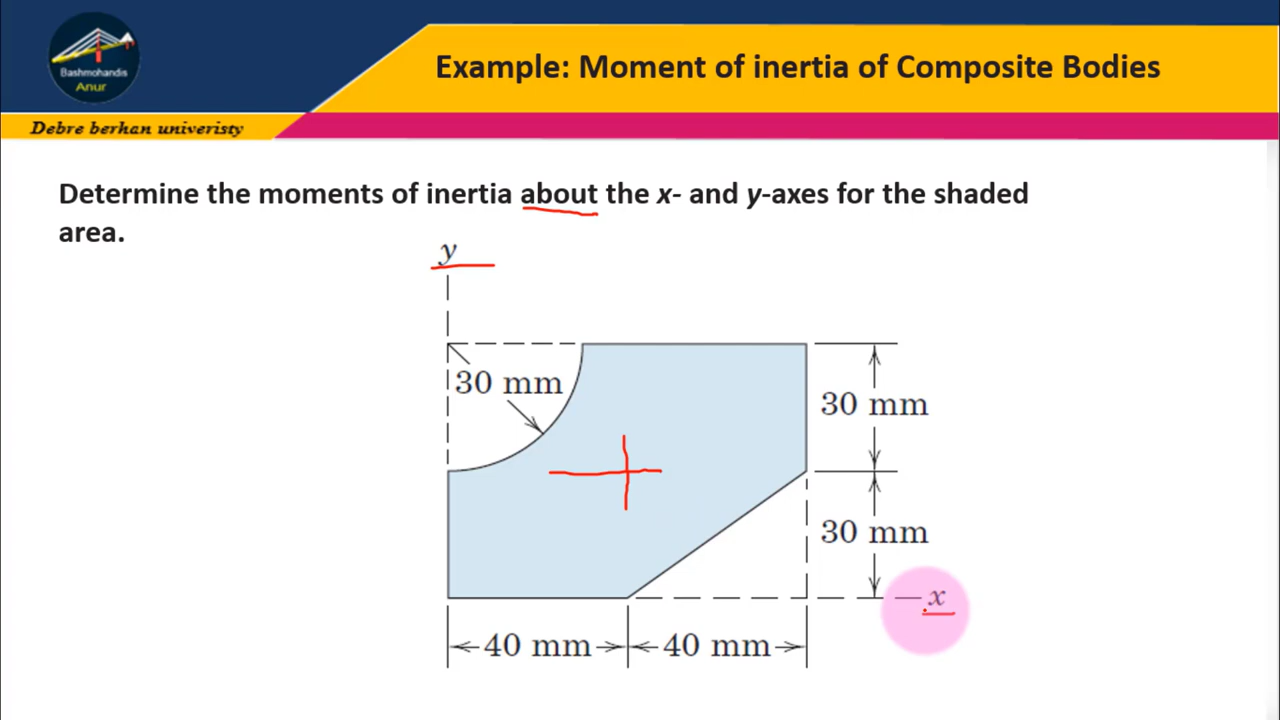 Bashmohandis
Anur
Example: Moment of inertia of Composite Bodies
Debre berhan univeristy
Determine the moments of inertia about the x- and y-axes for the shaded
area.
y
30 mm
30 mm
30 mm
x
40 mm
40 mm